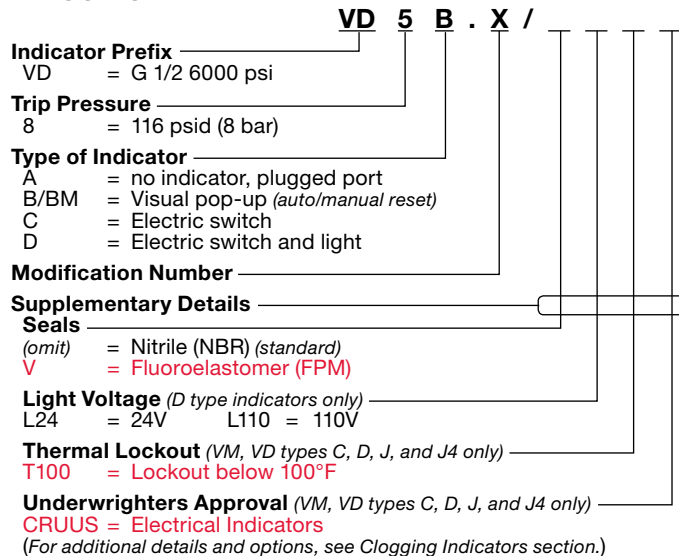 VD 5 B . X /
Indicator Prefix
VD = G 1/2 6000 psi
Trip Pressure
8 = 116 psid (8 bar)
Type of Indicator
A = no indicator, plugged port
B/BM = Visual pop-up (auto/manual reset)
C = Electric switch
D = Electric switch and light
Modification Number
Supplementary Details
Seals
(omit) = Nitrile (NBR) (standard)
V = Fluoroelastomer (FPM)
Light Voltage (D type indicators only)
L24 = 24V L110 = 110V
Thermal Lockout (VM, VD types C, D, J, and J4 only)
T100 = Lockout below 100°F
Underwrighters Approval (VM, VD types C, D, J, and J4 only)
CRUUS = Electrical Indicators
(For additional details and options, see Clogging Indicators section.)